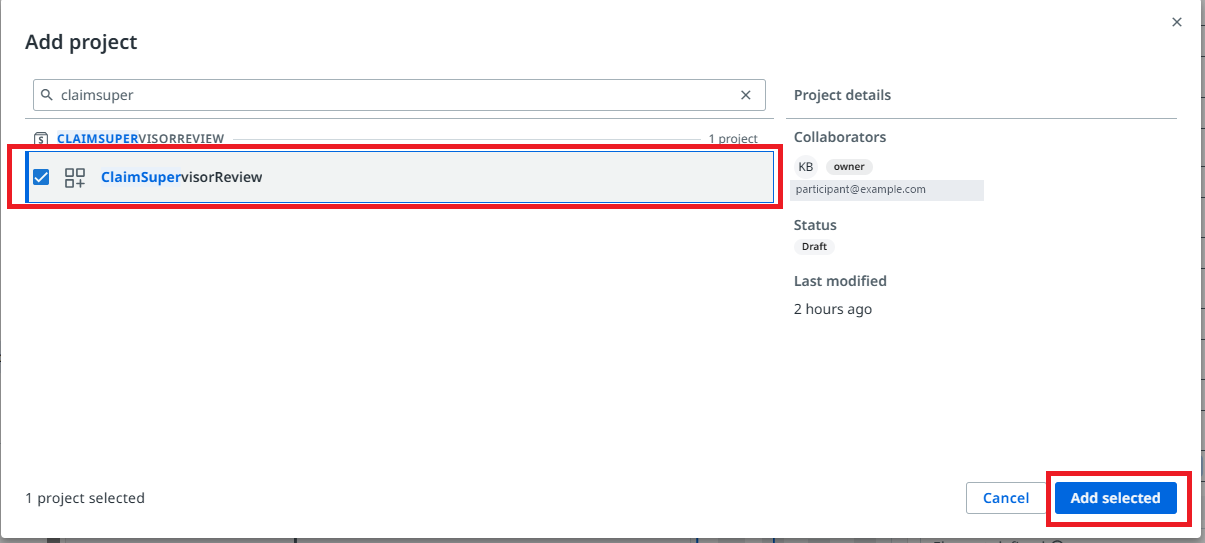 Add project
claimsuper
CLAIMSUPERVISORREVIEW 1 project
ClaimSupervisorReview
Project details
Collaborators
KB owner
participant@example.com
Status
Draft
Last modified
2 hours ago
1 project selected
Cancel
Add selected